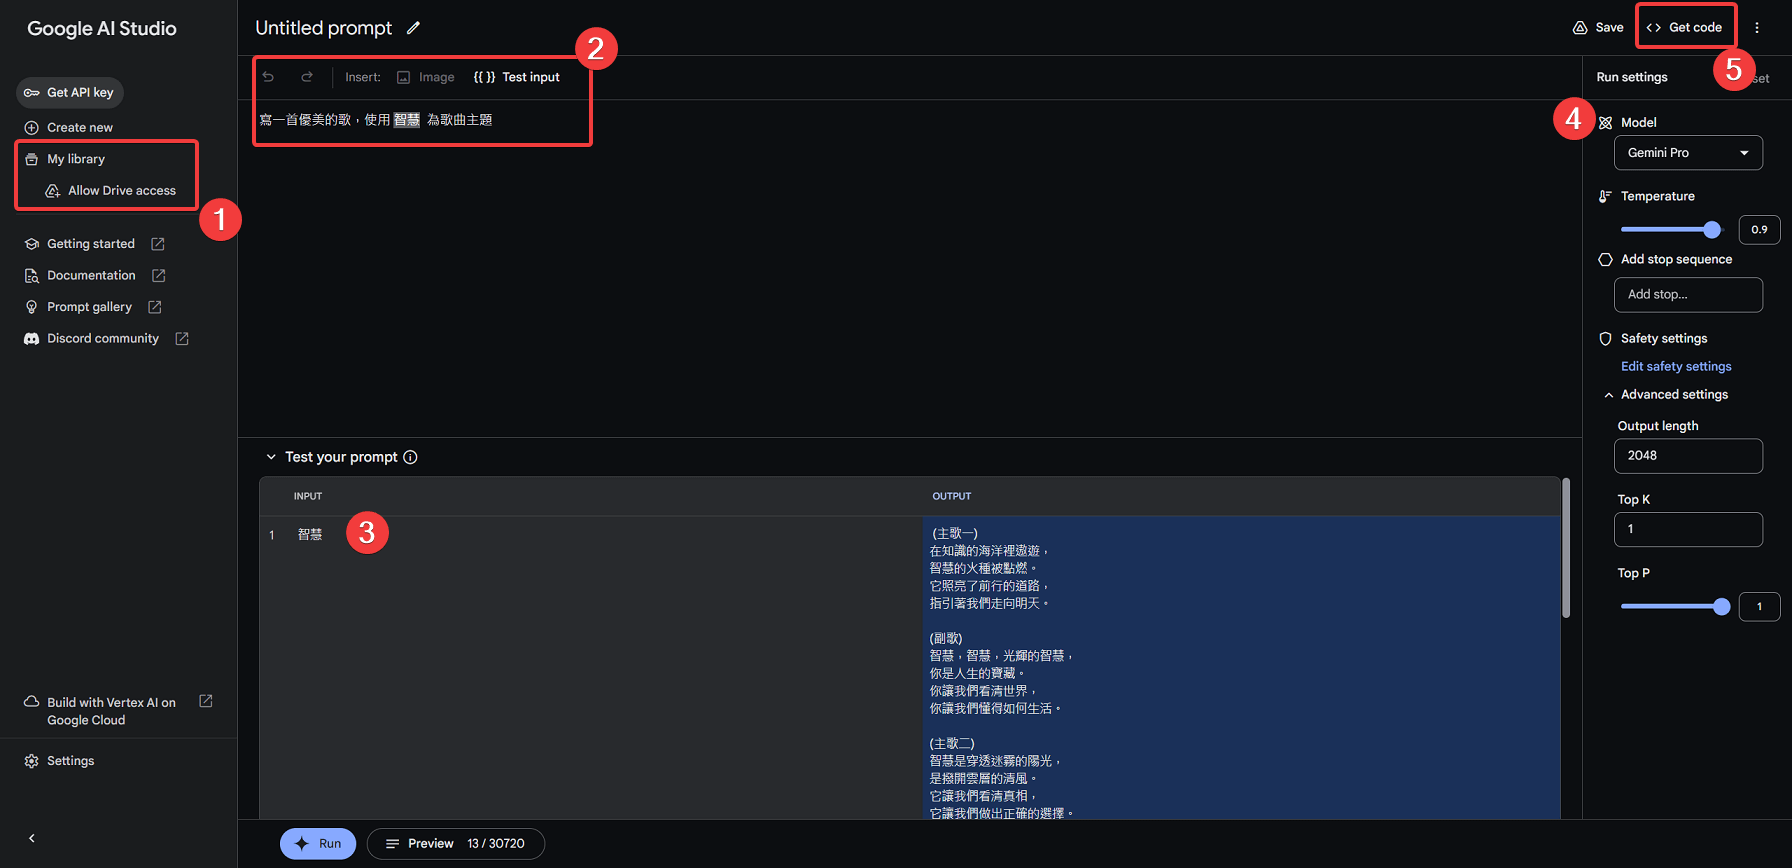 Google AI Studio
Get API key
Create new
My library
Allow Drive access
1
Getting started
Documentation
Prompt gallery
Discord community
Build with Vertex AI on
Google Cloud
Settings
Untitled prompt
2
Insert: Image {{ }} Test input
寫一首優美的歌，使用 智慧 為歌曲主題
Test your prompt
INPUT OUTPUT
1 智慧
3
(主歌一)
在知識的海洋裡遨遊，
智慧的火種被點燃。
它照亮了前行的道路，
指引著我們走向明天。
(副歌)
智慧，智慧，光輝的智慧，
你是人生的寶藏。
你讓我們看清世界，
你讓我們懂得如何生活。
(主歌二)
智慧是穿透迷霧的陽光，
是撥開雲層的清風。
它讓我們看清真相，
它讓我們做出正確的選擇。
Run
Preview 13 / 30720
Save
<> Get code
5
Run settings
4
Model
Gemini Pro
Temperature
0.9
Add stop sequence
Add stop...
Safety settings
Edit safety settings
Advanced settings
Output length
2048
Top K
1
Top P
1